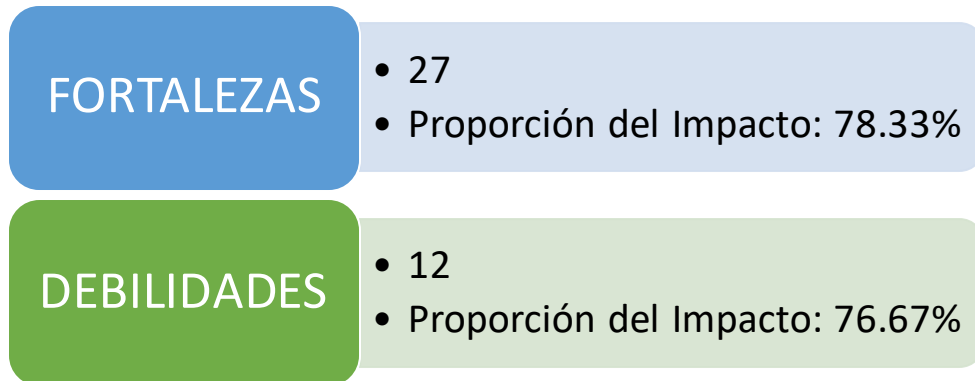 FORTALEZAS
• 27
• Proporción del Impacto: 78.33%
DEBILIDADES
• 12
• Proporción del Impacto: 76.67%